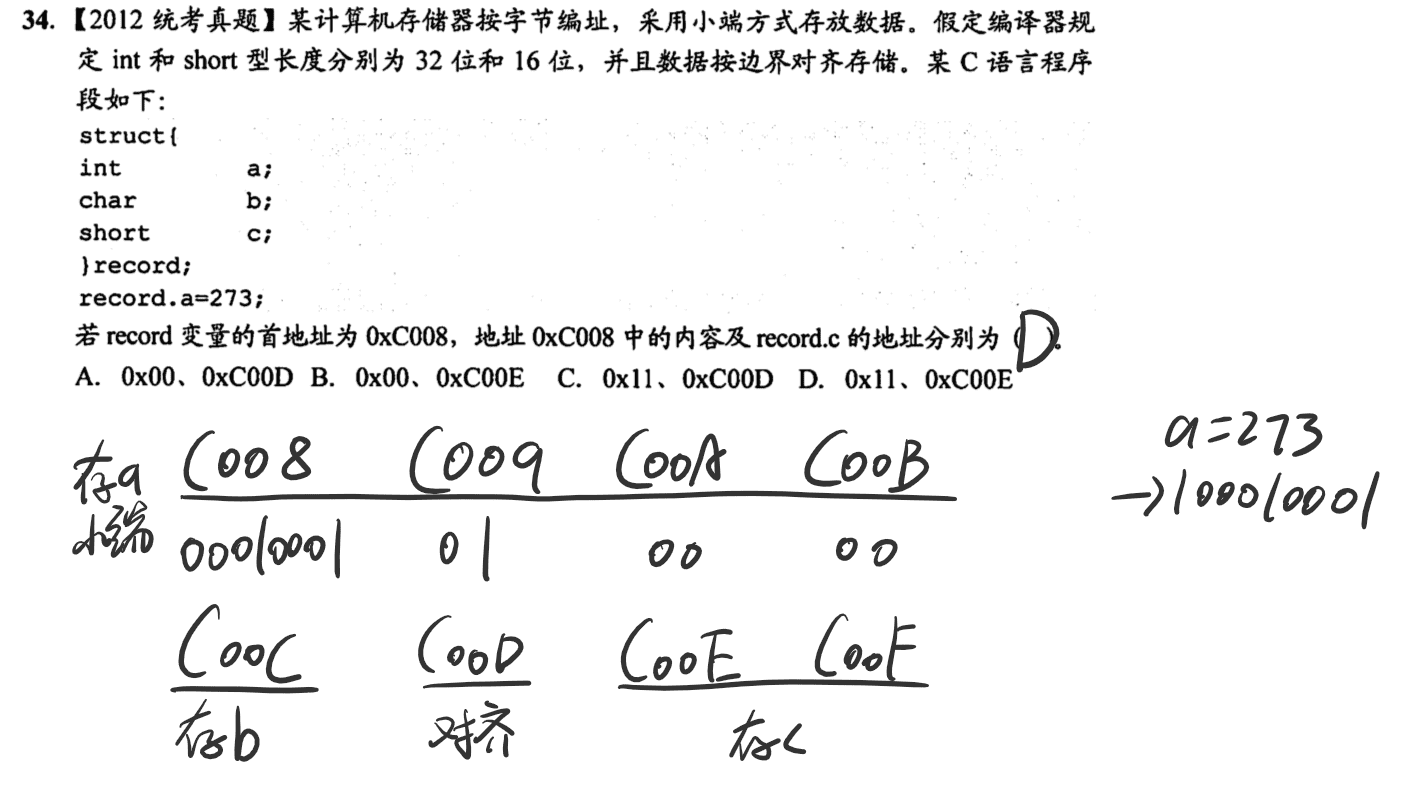 34.【2012 统考真题】某计算机存储器按字节编址，采用小端方式存放数据。假定编译器规
定 int 和 short 型长度分别为 32 位和 16 位，并且数据按边界对齐存储。某 C 语言程序
段如下：
struct{
int a;
char b;
short c;
}record;
record.a=273;
若 record 变量的首地址为 0xC008，地址 0xC008 中的内容及 record.c 的地址分别为（D）。
A. 0x00、0xC00D B. 0x00、0xC00E C. 0x11、0xC00D D. 0x11、0xC00E
a=273
→100010001
存a C008 C009 C00A C00B
小端 00010001 01 00 00
C00C C00D C00E C00F
存b 对齐 存c